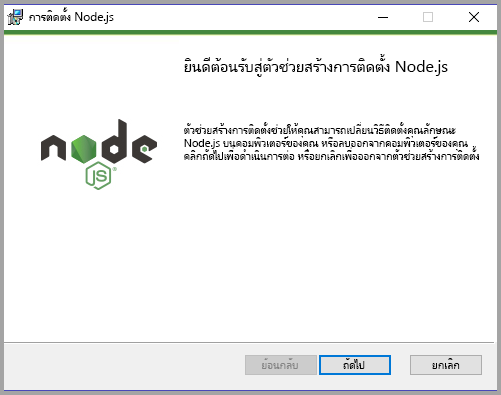 การติดตั้ง Node.js
ยินดีต้อนรับสู่ตัวช่วยสร้างการติดตั้ง Node.js
ตัวช่วยสร้างการติดตั้งช่วยให้คุณสามารถเปลี่ยนวิธีติดตั้งคุณลักษณะ
Node.js บนคอมพิวเตอร์ของคุณ หรือลบออกจากคอมพิวเตอร์ของคุณ
คลิกถัดไปเพื่อดำเนินการต่อ หรือยกเลิกเพื่อออกจากตัวช่วยสร้างการติดตั้ง
node
JS
ย้อนกลับ
ถัดไป
ยกเลิก